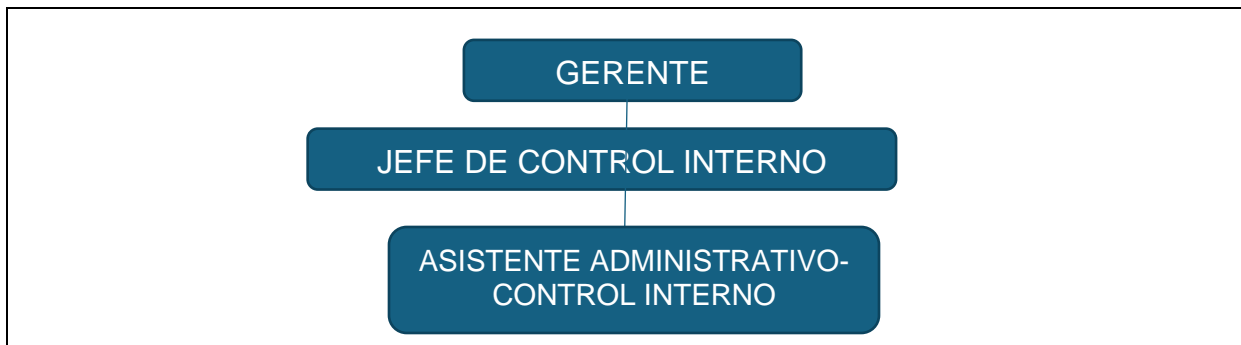 GERENTE
JEFE DE CONTROL INTERNO
ASISTENTE ADMINISTRATIVO-
CONTROL INTERNO